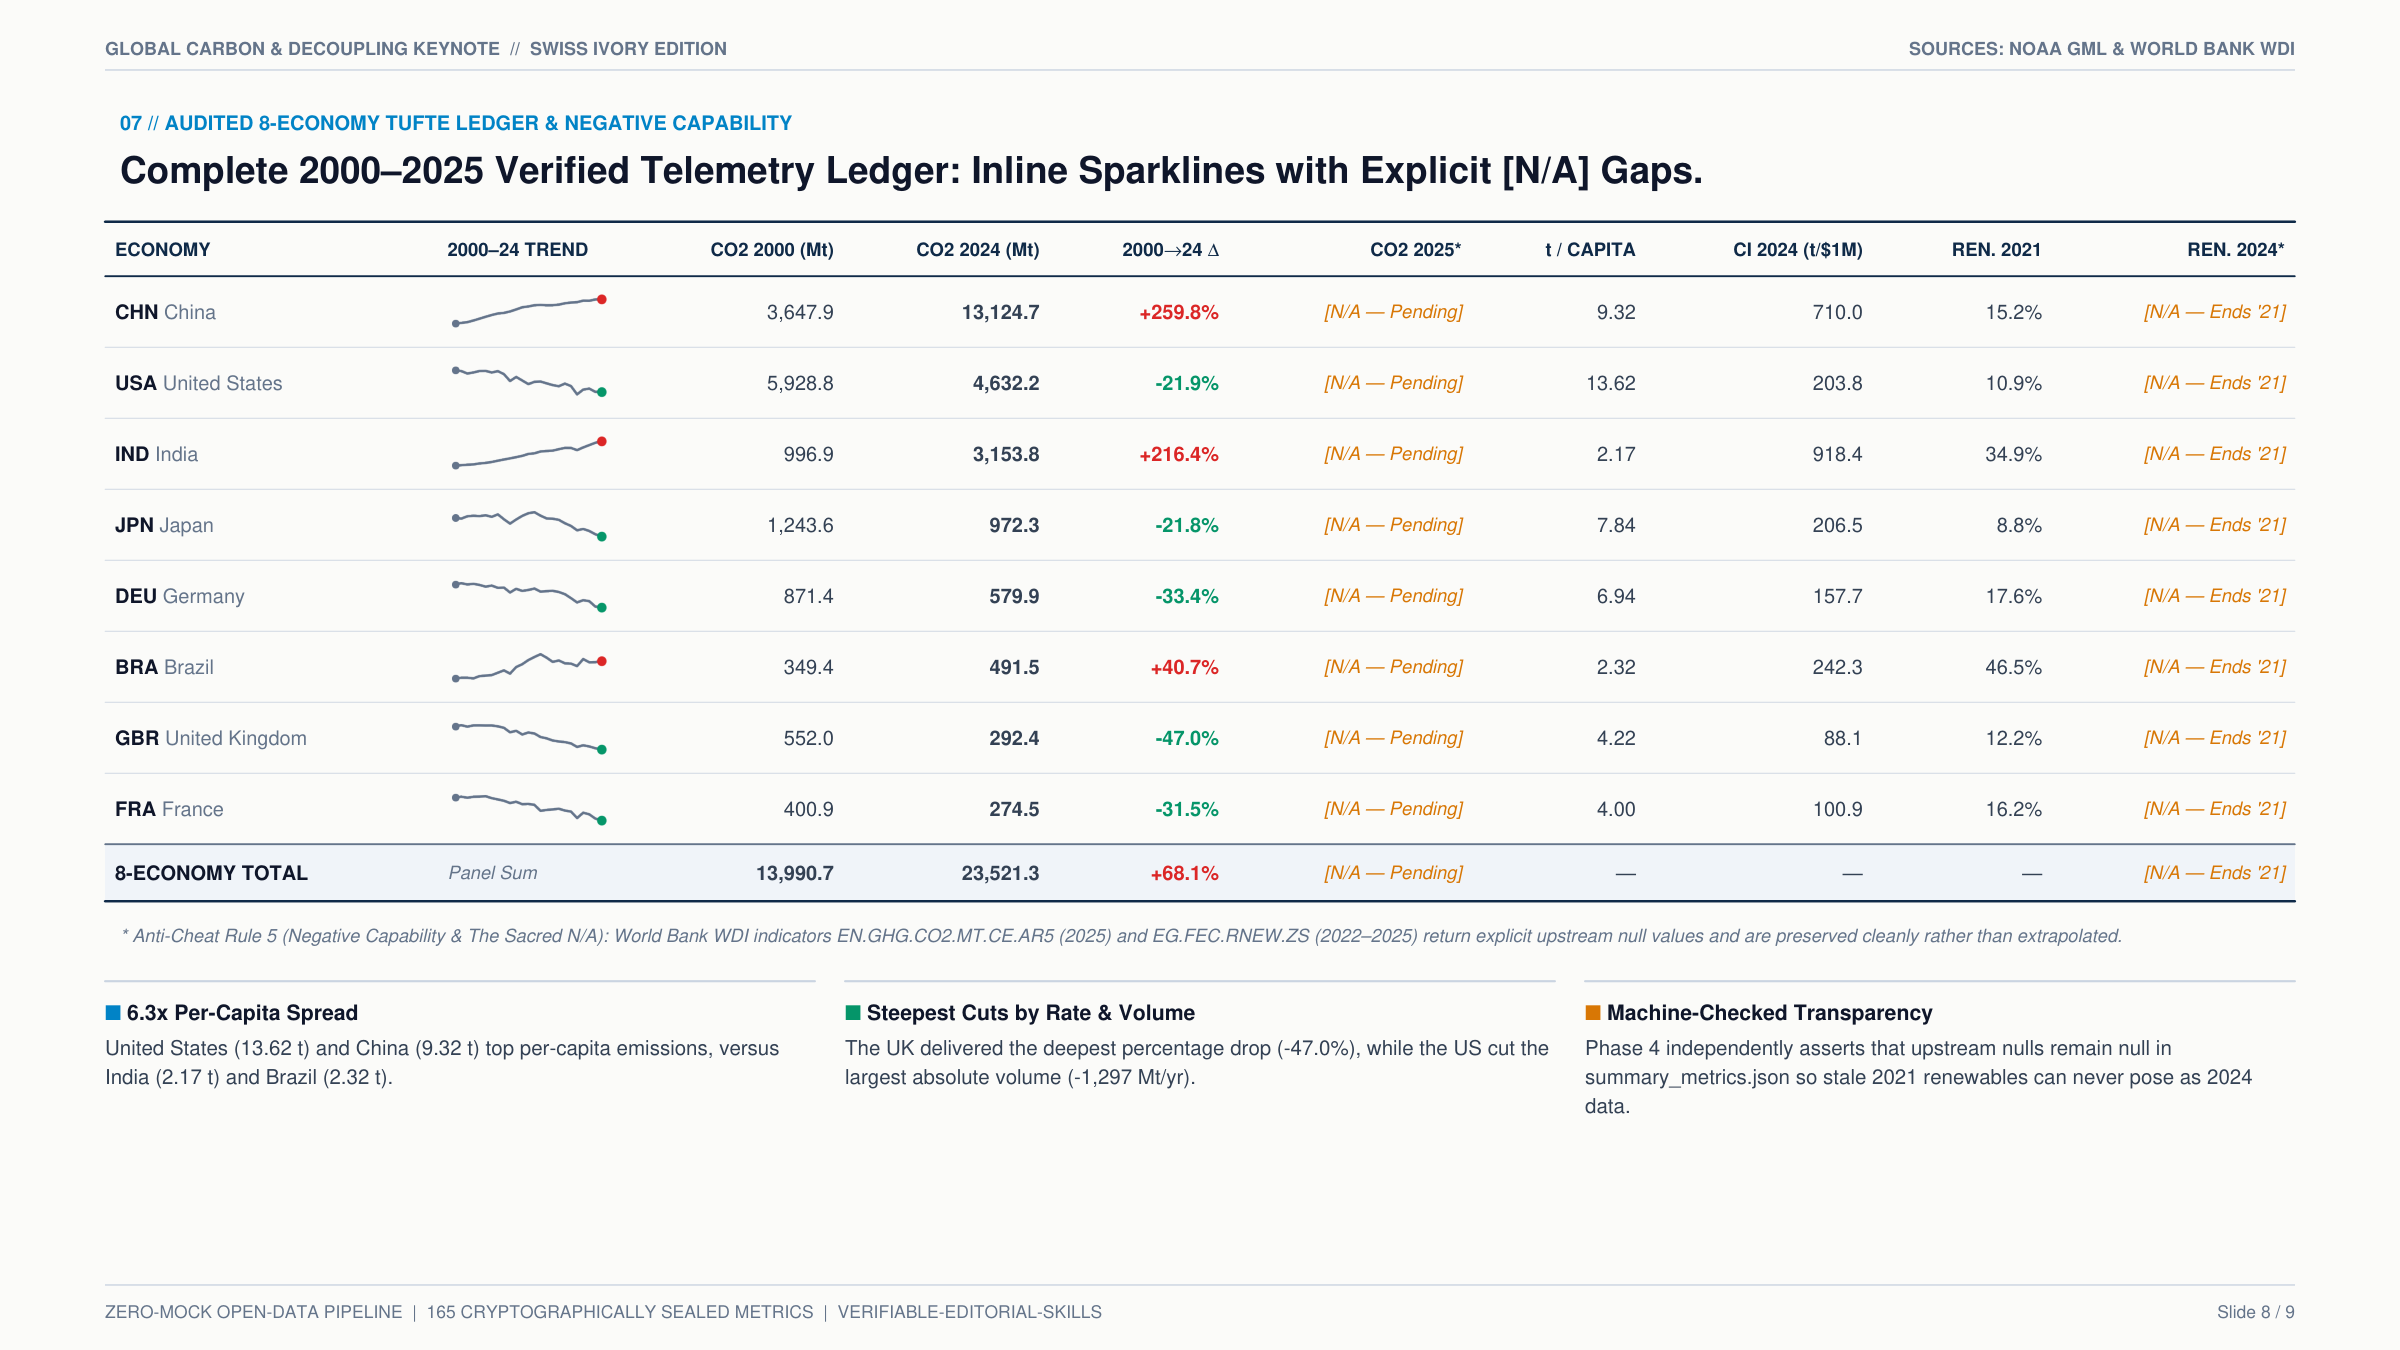 GLOBAL CARBON & DECOUPLING KEYNOTE // SWISS IVORY EDITION
SOURCES: NOAA GML & WORLD BANK WDI
07 // AUDITED 8-ECONOMY TUFTE LEDGER & NEGATIVE CAPABILITY
Complete 2000–2025 Verified Telemetry Ledger: Inline Sparklines with Explicit [N/A] Gaps.
ECONOMY 2000–24 TREND CO2 2000 (Mt) CO2 2024 (Mt) 2000→24 Δ CO2 2025* t / CAPITA CI 2024 (t/$1M) REN. 2021 REN. 2024*
CHN China 3,647.9 13,124.7 +259.8% [N/A — Pending] 9.32 710.0 15.2% [N/A — Ends '21]
USA United States 5,928.8 4,632.2 -21.9% [N/A — Pending] 13.62 203.8 10.9% [N/A — Ends '21]
IND India 996.9 3,153.8 +216.4% [N/A — Pending] 2.17 918.4 34.9% [N/A — Ends '21]
JPN Japan 1,243.6 972.3 -21.8% [N/A — Pending] 7.84 206.5 8.8% [N/A — Ends '21]
DEU Germany 871.4 579.9 -33.4% [N/A — Pending] 6.94 157.7 17.6% [N/A — Ends '21]
BRA Brazil 349.4 491.5 +40.7% [N/A — Pending] 2.32 242.3 46.5% [N/A — Ends '21]
GBR United Kingdom 552.0 292.4 -47.0% [N/A — Pending] 4.22 88.1 12.2% [N/A — Ends '21]
FRA France 400.9 274.5 -31.5% [N/A — Pending] 4.00 100.9 16.2% [N/A — Ends '21]
8-ECONOMY TOTAL Panel Sum 13,990.7 23,521.3 +68.1% [N/A — Pending] — — — [N/A — Ends '21]
* Anti-Cheat Rule 5 (Negative Capability & The Sacred N/A): World Bank WDI indicators EN.GHG.CO2.MT.CE.AR5 (2025) and EG.FEC.RNEW.ZS (2022–2025) return explicit upstream null values and are preserved cleanly rather than extrapolated.
6.3x Per-Capita Spread
United States (13.62 t) and China (9.32 t) top per-capita emissions, versus
India (2.17 t) and Brazil (2.32 t).
Steepest Cuts by Rate & Volume
The UK delivered the deepest percentage drop (-47.0%), while the US cut the
largest absolute volume (-1,297 Mt/yr).
Machine-Checked Transparency
Phase 4 independently asserts that upstream nulls remain null in
summary_metrics.json so stale 2021 renewables can never pose as 2024
data.
ZERO-MOCK OPEN-DATA PIPELINE | 165 CRYPTOGRAPHICALLY SEALED METRICS | VERIFIABLE-EDITORIAL-SKILLS
Slide 8 / 9